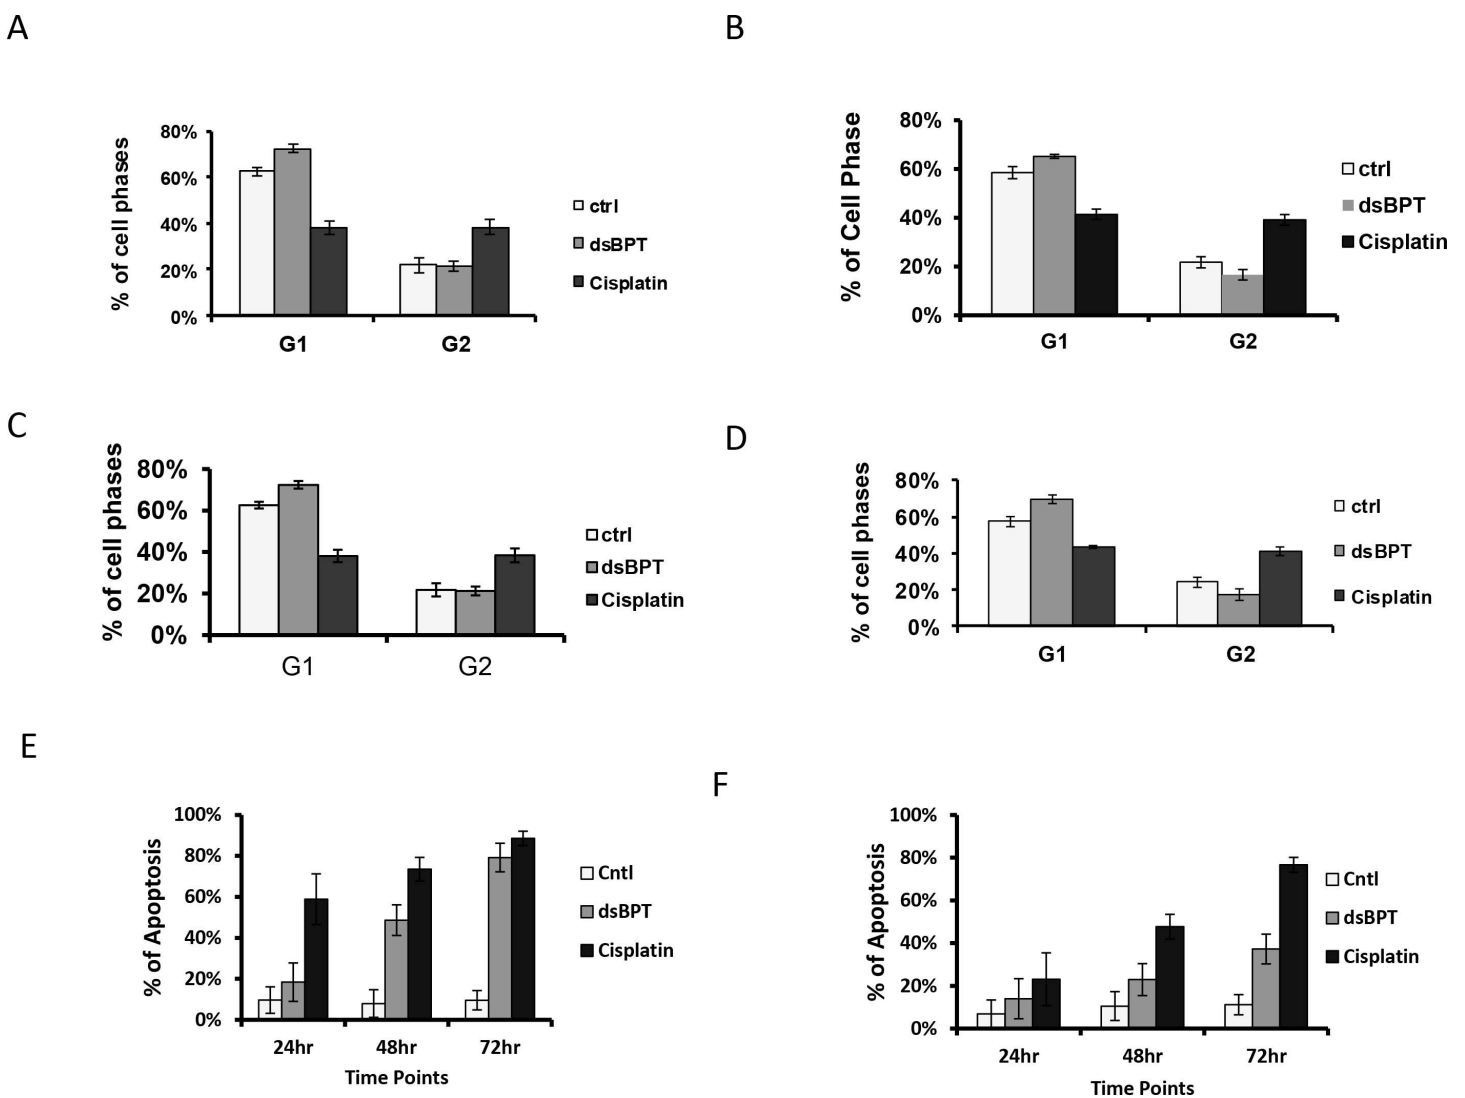 A
% of cell phases
80%
60%
40%
20%
0%
G1
G2
ctrl
dsBPT
Cisplatin
B
% of Cell Phase
80%
60%
40%
20%
0%
G1
G2
ctrl
dsBPT
Cisplatin
C
% of cell phases
80%
60%
40%
20%
0%
G1
G2
ctrl
dsBPT
Cisplatin
D
% of cell phases
80%
60%
40%
20%
0%
G1
G2
ctrl
dsBPT
Cisplatin
E
% of Apoptosis
100%
80%
60%
40%
20%
0%
24hr
48hr
72hr
Time Points
Cntl
dsBPT
Cisplatin
F
% of Apoptosis
100%
80%
60%
40%
20%
0%
24hr
48hr
72hr
Time Points
Cntl
dsBPT
Cisplatin